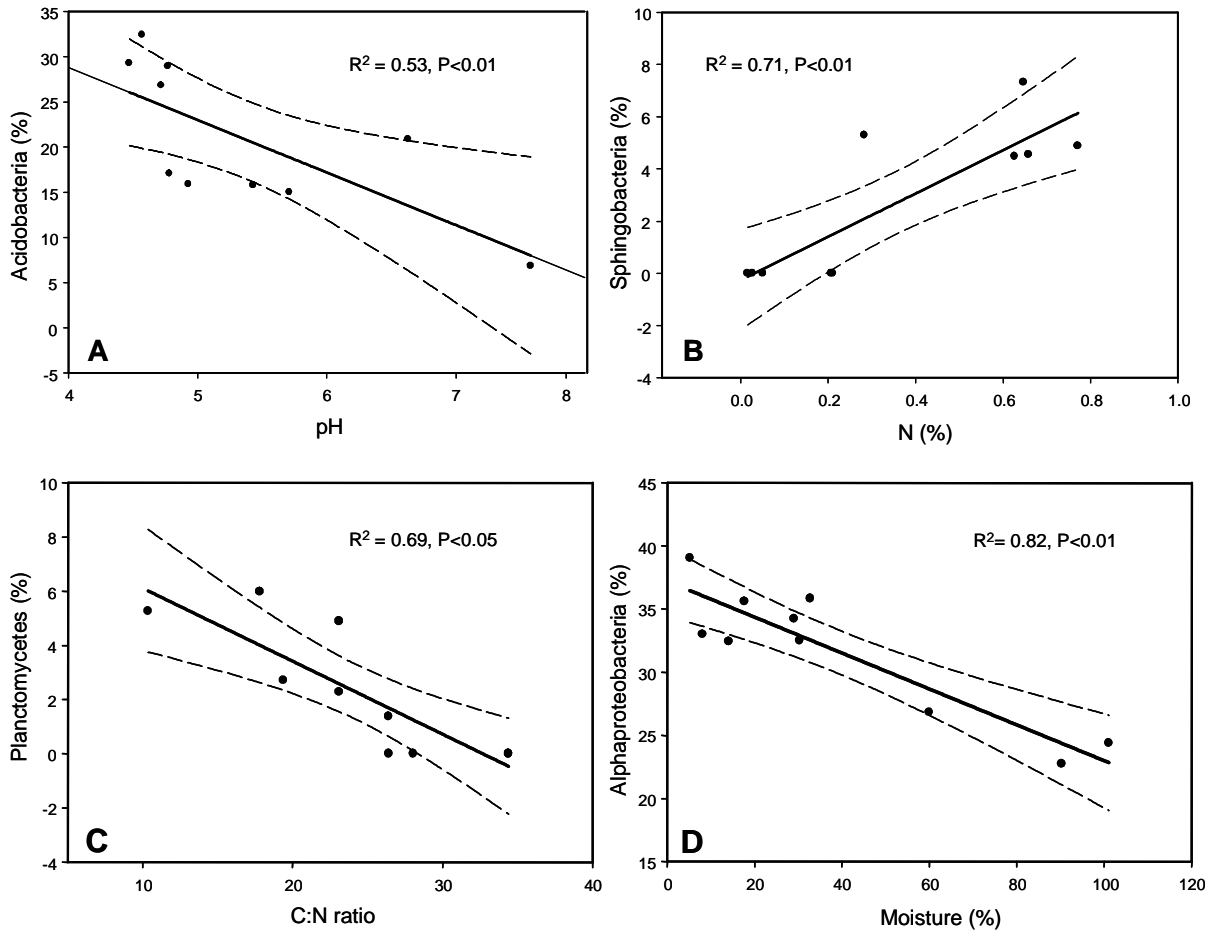 35
30
25
20
15
10
5
0
-5
Acidobacteria (%)
R2 = 0.53, P<0.01
A
4 5 6 7 8
pH
10
8
6
4
2
0
-2
-4
Sphingobacteria (%)
R2 = 0.71, P<0.01
B
0.0 0.2 0.4 0.6 0.8 1.0
N (%)
10
8
6
4
2
0
-2
-4
Planctomycetes (%)
R2 = 0.69, P<0.05
C
10 20 30 40
C:N ratio
45
40
35
30
25
20
15
Alphaproteobacteria (%)
R2= 0.82, P<0.01
D
0 20 40 60 80 100 120
Moisture (%)